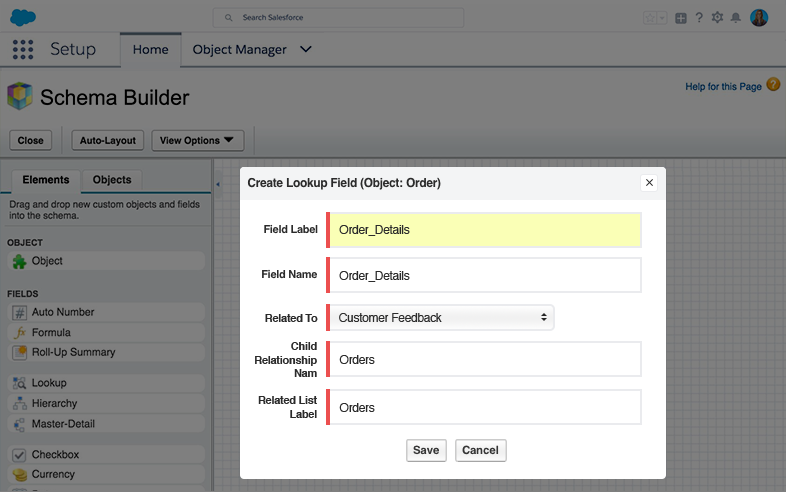 Search Salesforce
Setup
Home
Object Manager
Schema Builder
Help for this Page
Close
Auto-Layout
View Options
Elements
Objects
Drag and drop new custom objects and fields
into the schema.
OBJECT
Object
FIELDS
Auto Number
Formula
Roll-Up Summary
Lookup
Hierarchy
Master-Detail
Checkbox
Currency
Create Lookup Field (Object: Order)
Field Label
Order_Details
Field Name
Order_Details
Related To
Customer Feedback
Child
Relationship
Nam
Orders
Related List
Label
Orders
Save
Cancel